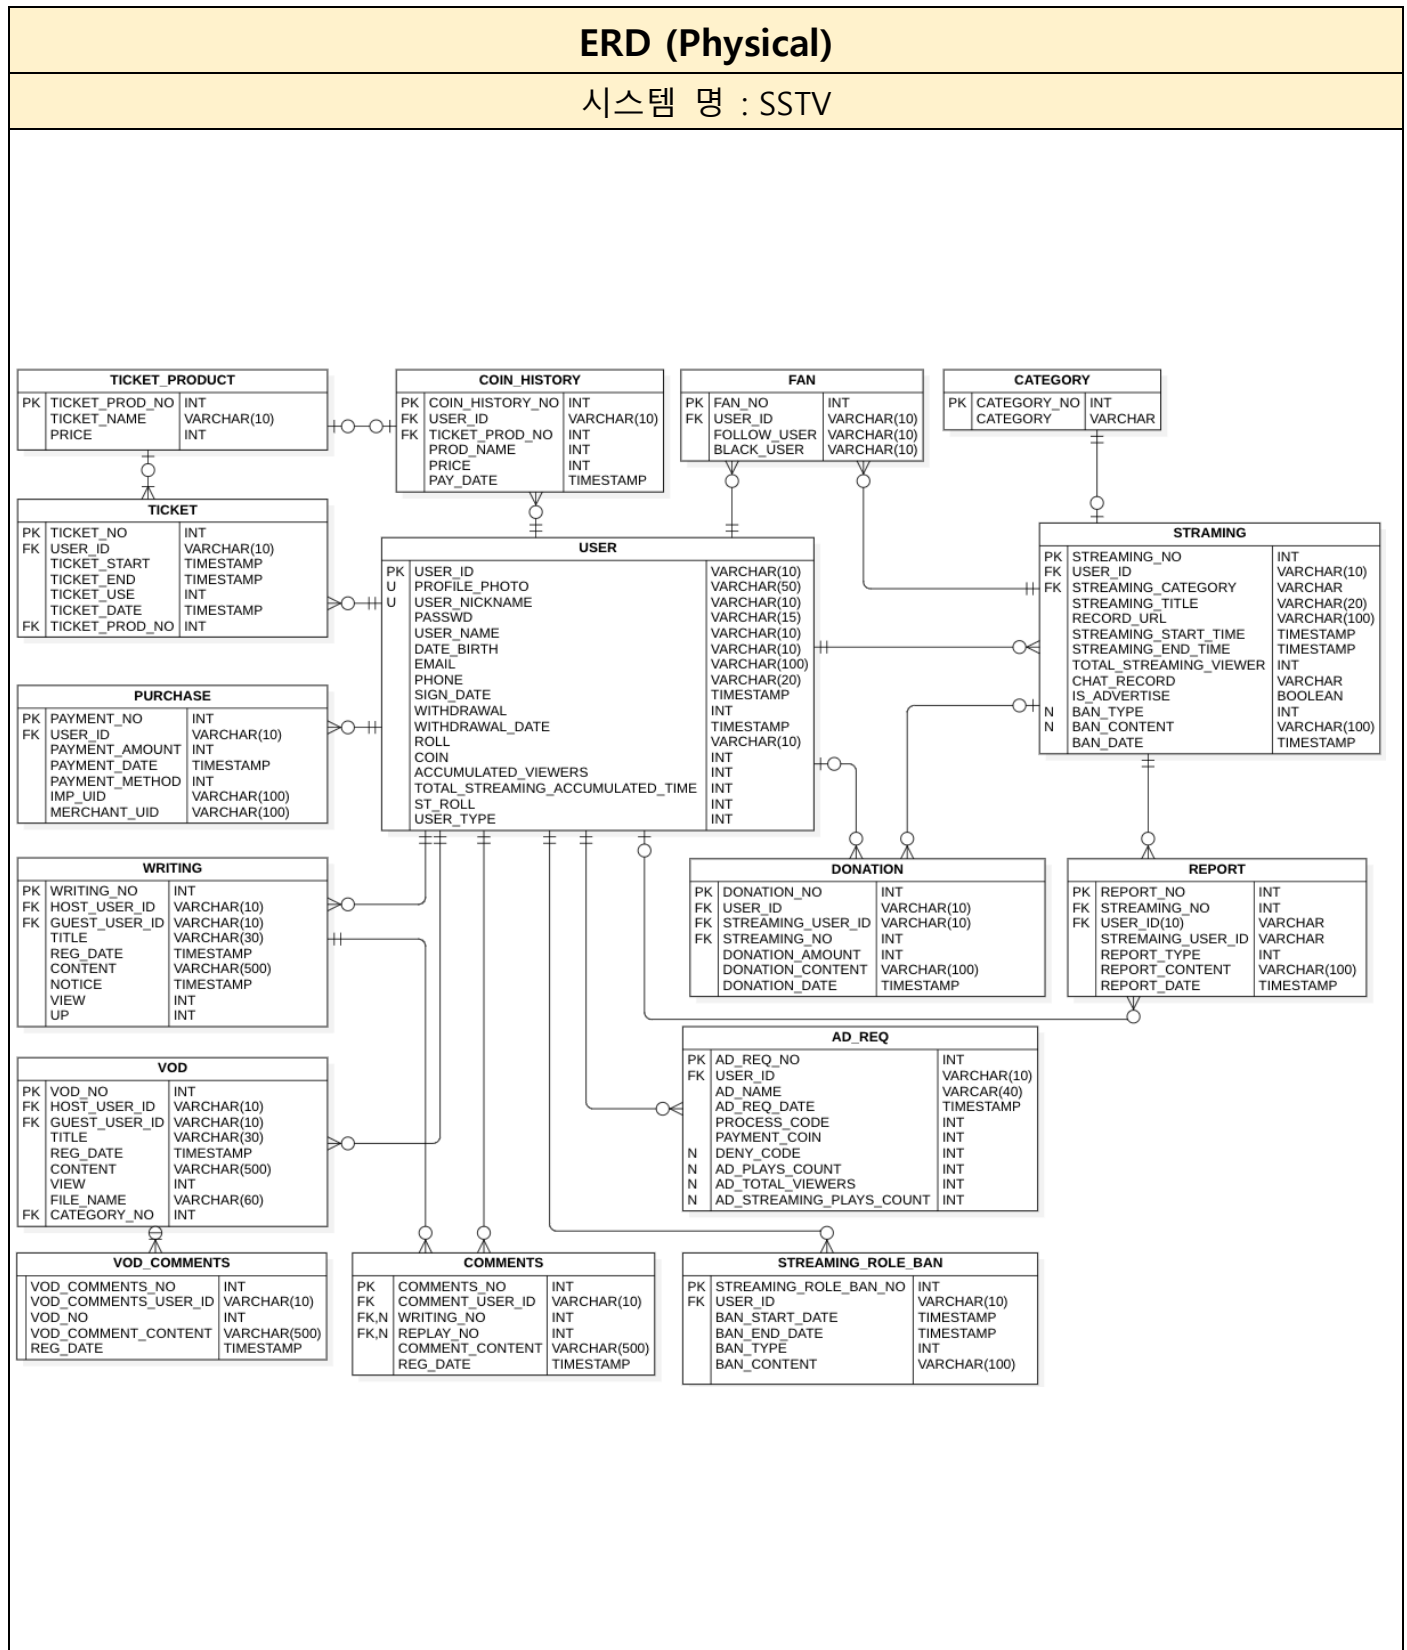 ERD (Physical)
시스템 명 : SSTV
TICKET_PRODUCT
PK TICKET_PROD_NO INT
TICKET_NAME VARCHAR(10)
PRICE INT
COIN_HISTORY
PK COIN_HISTORY_NO INT
FK USER_ID VARCHAR(10)
FK TICKET_PROD_NO INT
PROD_NAME INT
PRICE INT
PAY_DATE TIMESTAMP
FAN
PK FAN_NO INT
FK USER_ID VARCHAR(10)
FOLLOW_USER VARCHAR(10)
BLACK_USER VARCHAR(10)
CATEGORY
PK CATEGORY_NO INT
CATEGORY VARCHAR
TICKET
PK TICKET_NO INT
FK USER_ID VARCHAR(10)
TICKET_START TIMESTAMP
TICKET_END TIMESTAMP
TICKET_USE INT
TICKET_DATE TIMESTAMP
FK TICKET_PROD_NO INT
USER
PK USER_ID VARCHAR(10)
U PROFILE_PHOTO VARCHAR(50)
U USER_NICKNAME VARCHAR(10)
PASSWD VARCHAR(15)
USER_NAME VARCHAR(10)
DATE_BIRTH VARCHAR(10)
EMAIL VARCHAR(100)
PHONE VARCHAR(20)
SIGN_DATE TIMESTAMP
WITHDRAWAL INT
WITHDRAWAL_DATE TIMESTAMP
ROLL VARCHAR(10)
COIN INT
ACCUMULATED_VIEWERS INT
TOTAL_STREAMING_ACCUMULATED_TIME INT
ST_ROLL INT
USER_TYPE INT
STRAMING
PK STREAMING_NO INT
FK USER_ID VARCHAR(10)
FK STREAMING_CATEGORY VARCHAR
STREAMING_TITLE VARCHAR(20)
RECORD_URL VARCHAR(100)
STREAMING_START_TIME TIMESTAMP
STREAMING_END_TIME TIMESTAMP
TOTAL_STREAMING_VIEWER INT
CHAT_RECORD VARCHAR
IS_ADVERTISE BOOLEAN
N BAN_TYPE INT
N BAN_CONTENT VARCHAR(100)
BAN_DATE TIMESTAMP
PURCHASE
PK PAYMENT_NO INT
FK USER_ID VARCHAR(10)
PAYMENT_AMOUNT INT
PAYMENT_DATE TIMESTAMP
PAYMENT_METHOD INT
IMP_UID VARCHAR(100)
MERCHANT_UID VARCHAR(100)
WRITING
PK WRITING_NO INT
FK HOST_USER_ID VARCHAR(10)
FK GUEST_USER_ID VARCHAR(10)
TITLE VARCHAR(30)
REG_DATE TIMESTAMP
CONTENT VARCHAR(500)
NOTICE TIMESTAMP
VIEW INT
UP INT
DONATION
PK DONATION_NO INT
FK USER_ID VARCHAR(10)
FK STREAMING_USER_ID VARCHAR(10)
FK STREAMING_NO INT
DONATION_AMOUNT INT
DONATION_CONTENT VARCHAR(100)
DONATION_DATE TIMESTAMP
REPORT
PK REPORT_NO INT
FK STREAMING_NO INT
FK USER_ID(10) VARCHAR
STREMAING_USER_ID VARCHAR
REPORT_TYPE INT
REPORT_CONTENT VARCHAR(100)
REPORT_DATE TIMESTAMP
AD_REQ
PK AD_REQ_NO INT
FK USER_ID VARCHAR(10)
AD_NAME VARCAR(40)
AD_REQ_DATE TIMESTAMP
PROCESS_CODE INT
PAYMENT_COIN INT
N DENY_CODE INT
N AD_PLAYS_COUNT INT
N AD_TOTAL_VIEWERS INT
N AD_STREAMING_PLAYS_COUNT INT
VOD
PK VOD_NO INT
FK HOST_USER_ID VARCHAR(10)
FK GUEST_USER_ID VARCHAR(10)
TITLE VARCHAR(30)
REG_DATE TIMESTAMP
CONTENT VARCHAR(500)
VIEW INT
FILE_NAME VARCHAR(60)
FK CATEGORY_NO INT
VOD_COMMENTS
VOD_COMMENTS_NO INT
VOD_COMMENTS_USER_ID VARCHAR(10)
VOD_NO INT
VOD_COMMENT_CONTENT VARCHAR(500)
REG_DATE TIMESTAMP
COMMENTS
PK COMMENTS_NO INT
FK COMMENT_USER_ID VARCHAR(10)
FK,N WRITING_NO INT
FK,N REPLAY_NO INT
COMMENT_CONTENT VARCHAR(500)
REG_DATE TIMESTAMP
STREAMING_ROLE_BAN
PK STREAMING_ROLE_BAN_NO INT
FK USER_ID VARCHAR(10)
BAN_START_DATE TIMESTAMP
BAN_END_DATE TIMESTAMP
BAN_TYPE INT
BAN_CONTENT VARCHAR(100)